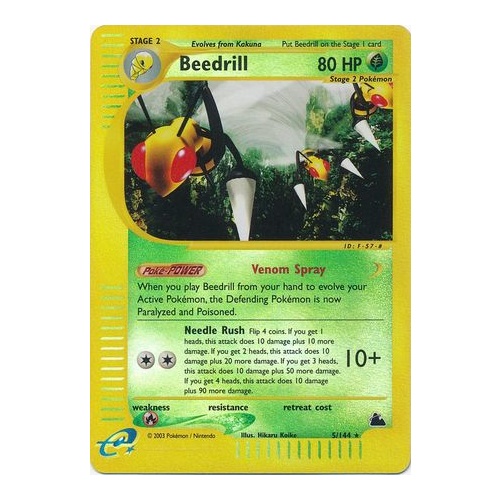 STAGE 2
Evolves from Kakuna
Put Beedrill on the Stage 1 card
Beedrill
80 HP
Stage 2 Pokémon
ID: F-57-#
POKé-POWER
Venom Spray
When you play Beedrill from your hand to evolve your
Active Pokémon, the Defending Pokémon is now
Paralyzed and Poisoned.
Needle Rush Flip 4 coins. If you get 1
heads, this attack does 10 damage plus 10 more
damage. If you get 2 heads, this attack does 10
damage plus 20 more damage. If you get 3 heads,
this attack does 10 damage plus 50 more damage.
If you get 4 heads, this attack does 10 damage
plus 90 more damage.
10+
weakness
resistance
retreat cost
e
© 2003 Pokémon / Nintendo
Illus. Hikaru Koike
5/144 ★